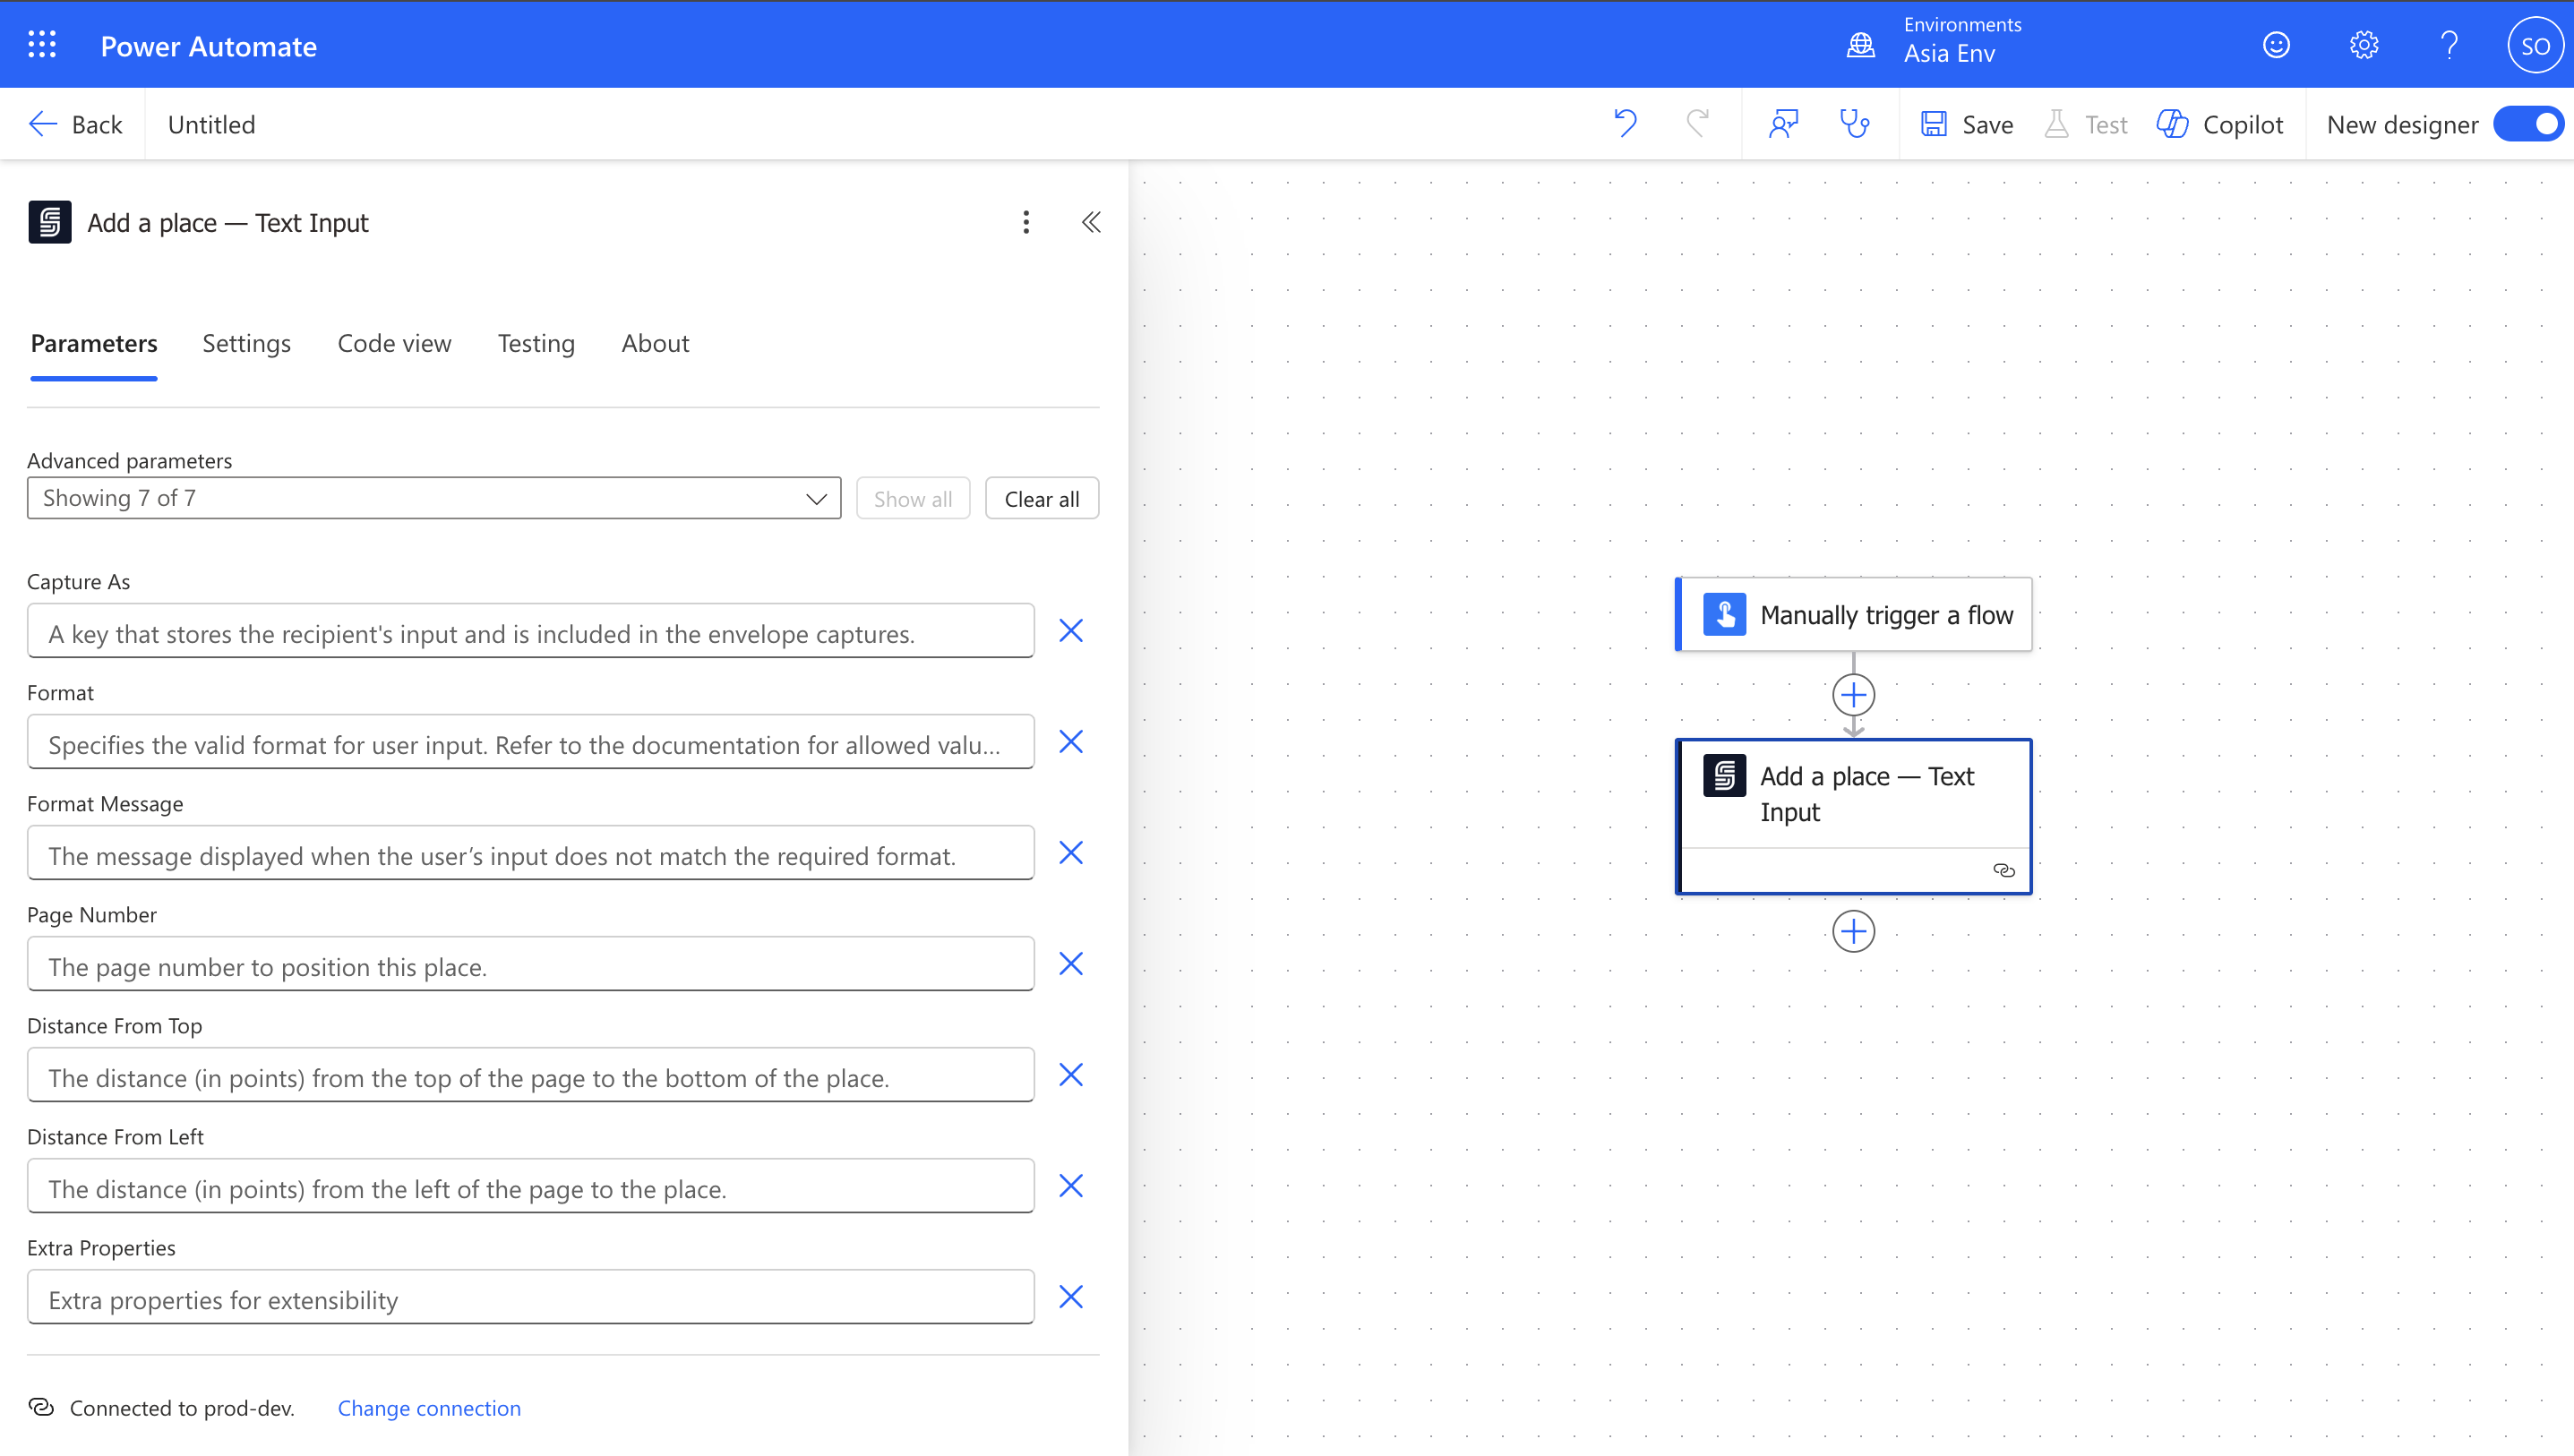 Power Automate
Environments
Asia Env
SO
Back
Untitled
Save
Test
Copilot
New designer
Add a place — Text Input
Parameters
Settings
Code view
Testing
About
Advanced parameters
Showing 7 of 7
Show all
Clear all
Capture As
A key that stores the recipient's input and is included in the envelope captures.
Format
Specifies the valid format for user input. Refer to the documentation for allowed valu...
Format Message
The message displayed when the user’s input does not match the required format.
Page Number
The page number to position this place.
Distance From Top
The distance (in points) from the top of the page to the bottom of the place.
Distance From Left
The distance (in points) from the left of the page to the place.
Extra Properties
Extra properties for extensibility
Connected to prod-dev.
Change connection
Manually trigger a flow
Add a place — Text
Input